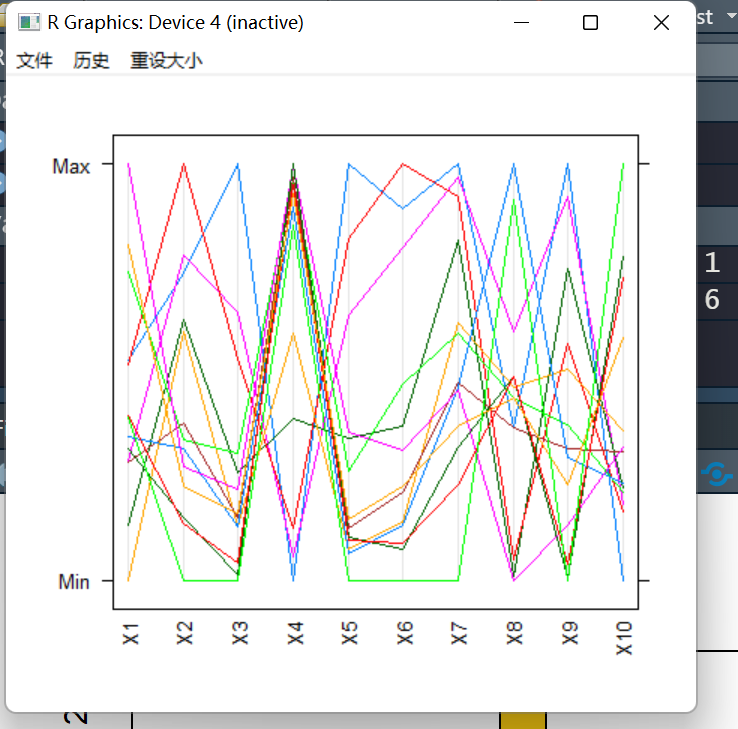 R Graphics: Device 4 (inactive)
st
文件 历史 重设大小
Max
1
6
Min
X1 X2 X3 X4 X5 X6 X7 X8 X9 X10
2